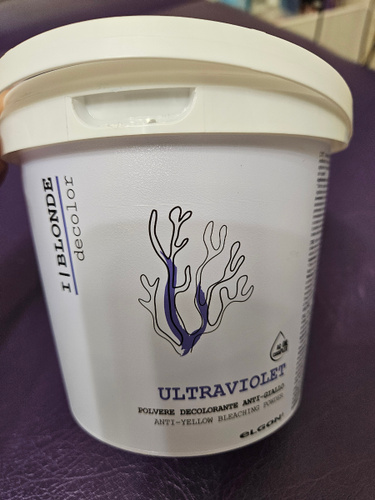 I|BLONDE
decolor
ULTRAVIOLET
POLVERE DECOLORANTE ANTI-GIALLO
ANTI-YELLOW BLEACHING POWDER
eLGON